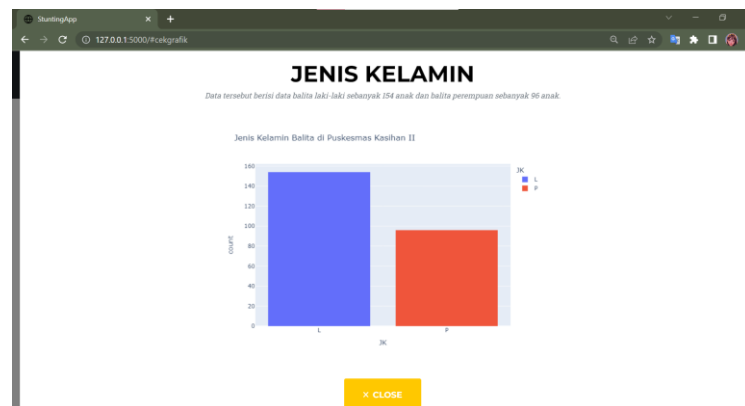 StuntingApp
127.0.0.1:5000/#cekgrafik
JENIS KELAMIN
Data tersebut berisi data balita laki-laki sebanyak 154 anak dan balita perempuan sebanyak 96 anak.
Jenis Kelamin Balita di Puskesmas Kasihan II
160
140
120
100
80
60
40
20
0
count
L
P
JK
JK
L
P
× CLOSE